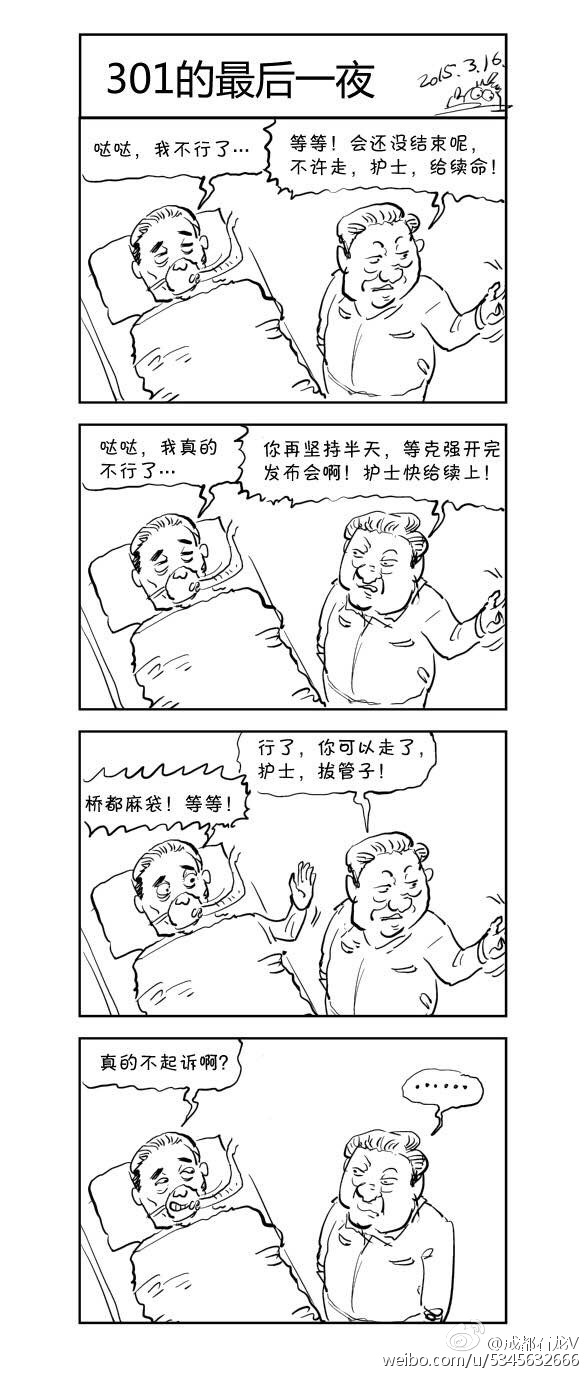 301的最后一夜
2015.3.16.
哒哒，我不行了…
等等！会还没结束呢，
不许走，护士，给续命！
哒哒，我真的
不行了…
你再坚持半天，等克强开完
发布会啊！护士快给续上！
行了，你可以走了，
护士，拔管子！
桥都麻袋！等等！
真的不起诉啊？
……
@成都石龙V
weibo.com/u/5345632666